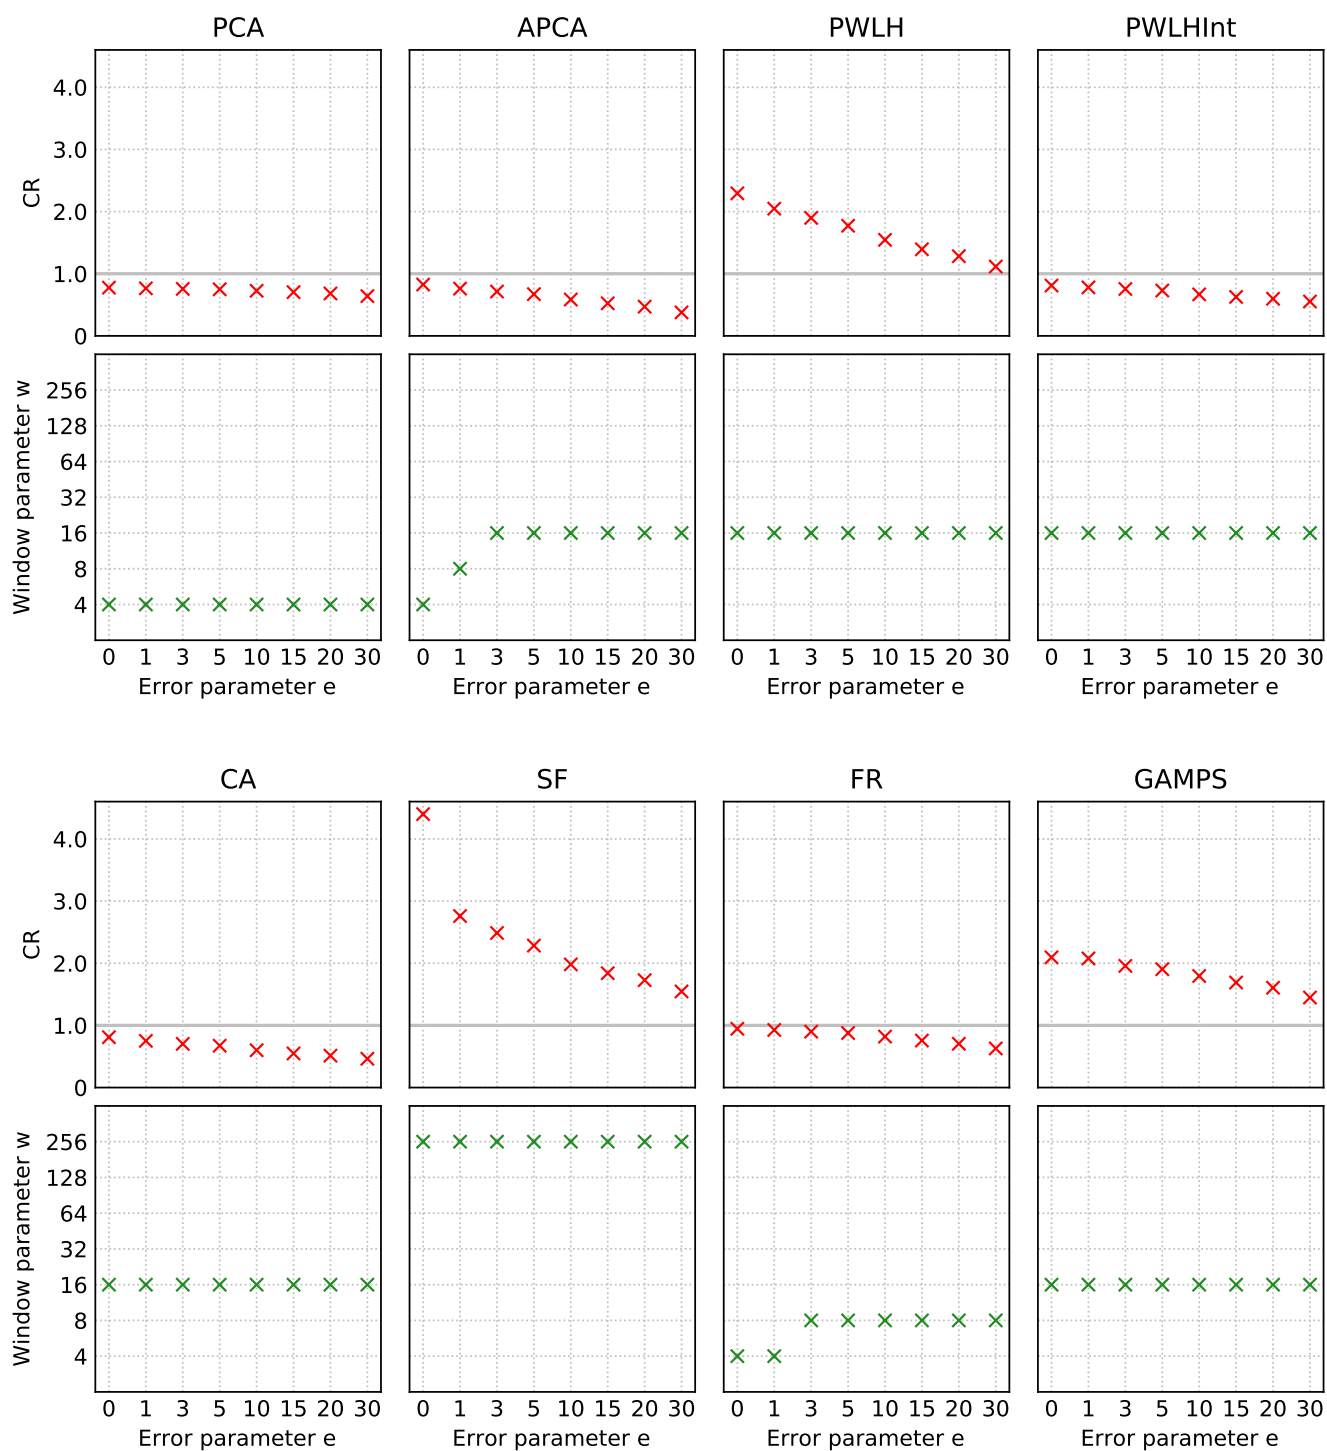 PCA APCA PWLH PWLHInt
4.0
3.0
CR
2.0
1.0
0
Window parameter w
256
128
64
32
16
8
4
0 1 3 5 10 15 20 30 0 1 3 5 10 15 20 30 0 1 3 5 10 15 20 30 0 1 3 5 10 15 20 30
Error parameter e Error parameter e Error parameter e Error parameter e
CA SF FR GAMPS
4.0
3.0
CR
2.0
1.0
0
Window parameter w
256
128
64
32
16
8
4
0 1 3 5 10 15 20 30 0 1 3 5 10 15 20 30 0 1 3 5 10 15 20 30 0 1 3 5 10 15 20 30
Error parameter e Error parameter e Error parameter e Error parameter e